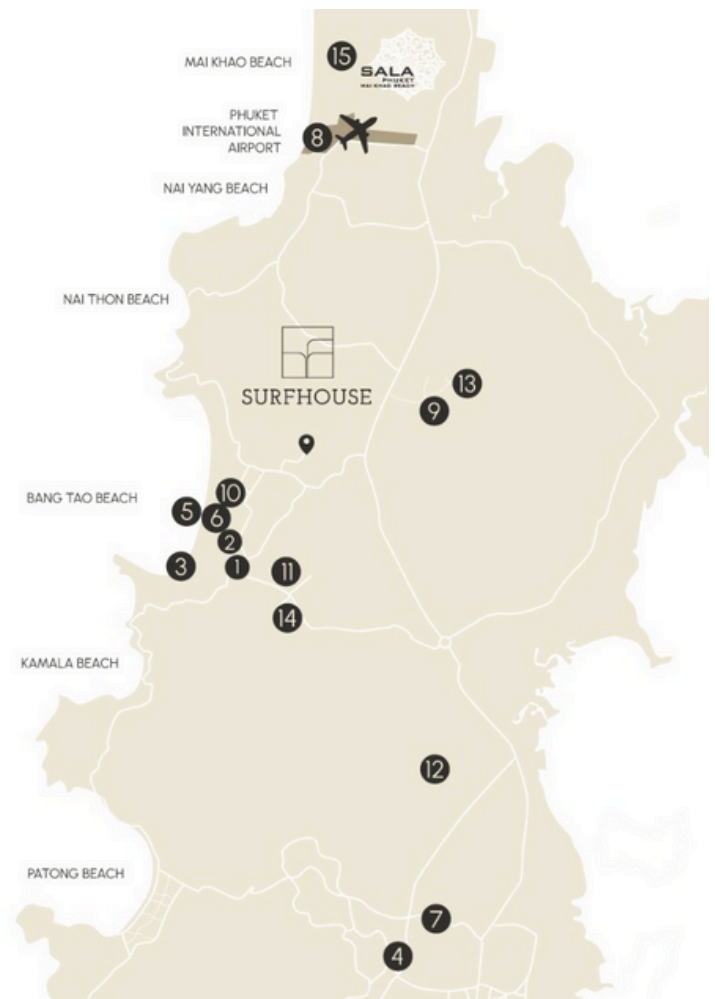 MAI KHAO BEACH
15
SALA
PHUKET
MAI KHAO BEACH
PHUKET
INTERNATIONAL
AIRPORT
8
NAI YANG BEACH
NAI THON BEACH
SURFHOUSE
13
9
BANG TAO BEACH
10
5
6
2
3
1
11
14
KAMALA BEACH
12
PATONG BEACH
7
4